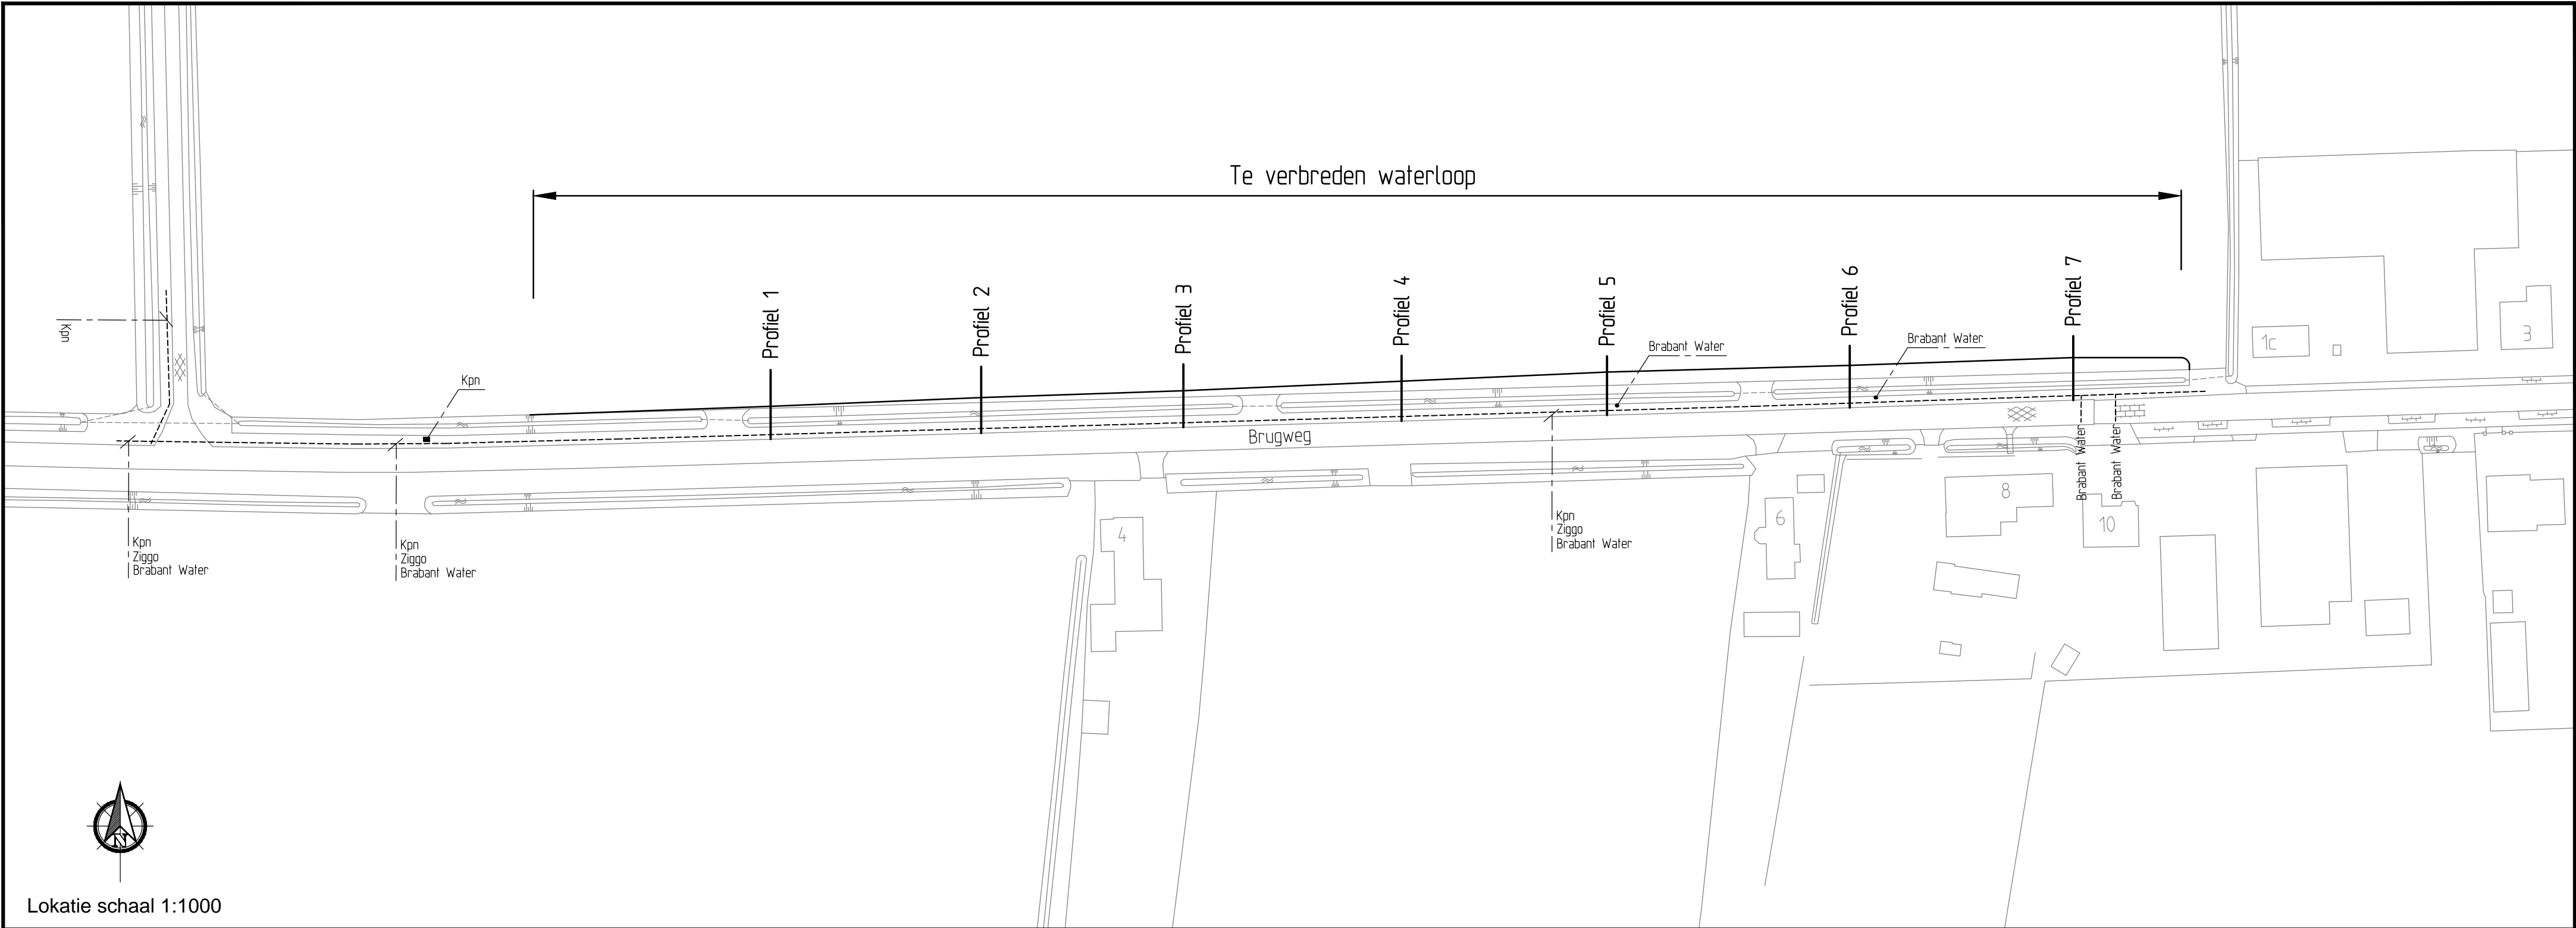 Te verbreden waterloop
Profiel 1
Profiel 2
Profiel 3
Profiel 4
Profiel 5
Profiel 6
Profiel 7
Kpn
Kpn
Brabant Water
Brabant Water
1c
3
Brugweg
Brabant Water
Brabant Water
Kpn
Ziggo
Brabant Water
Kpn
Ziggo
Brabant Water
Kpn
Ziggo
Brabant Water
4
6
8
10
N
Lokatie schaal 1:1000